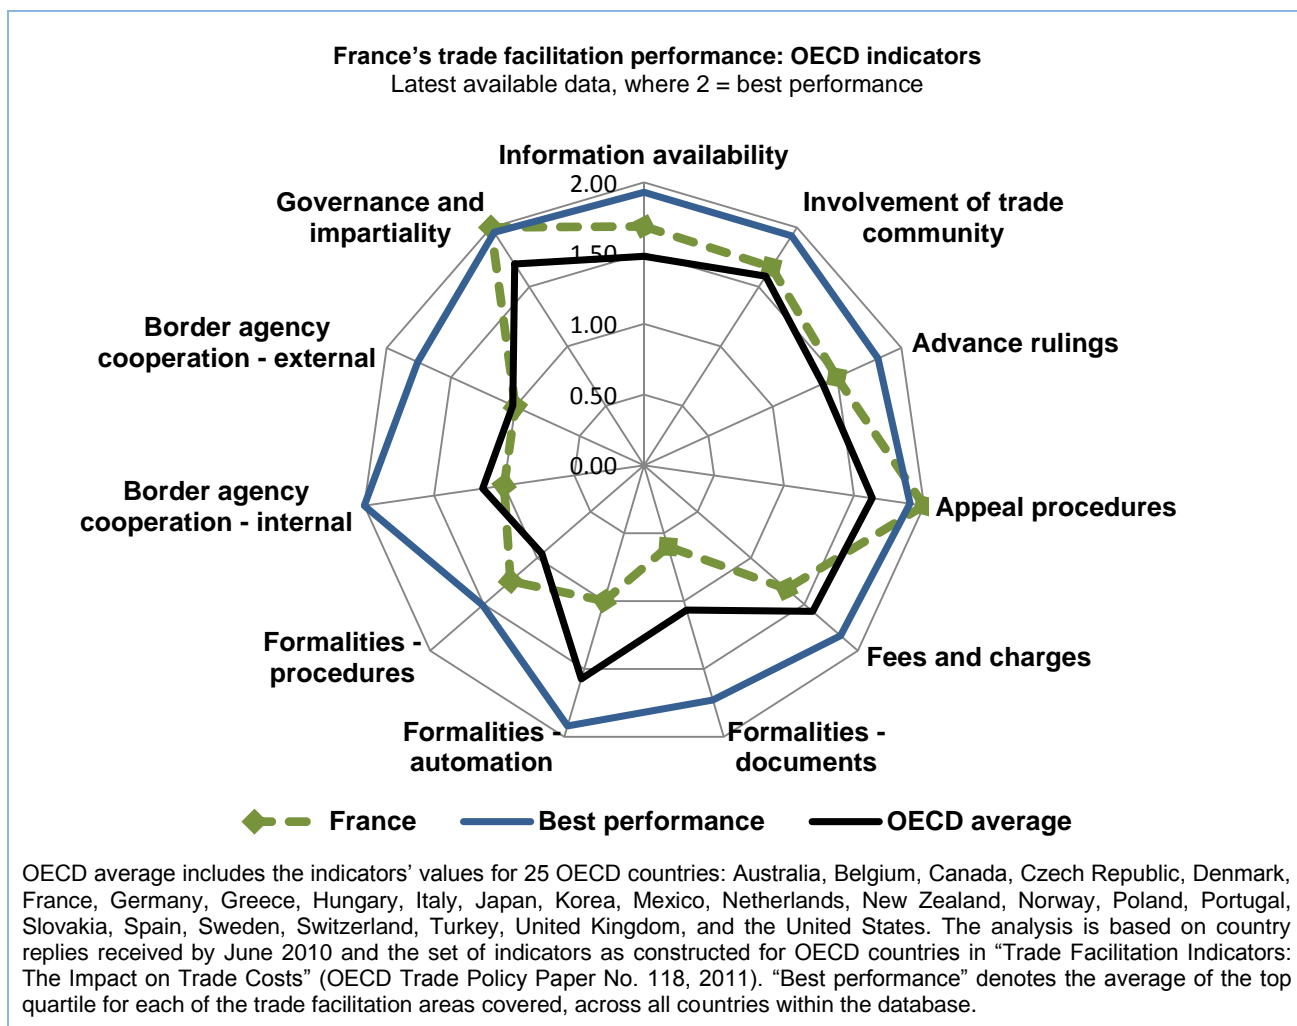 France’s trade facilitation performance: OECD indicators
Latest available data, where 2 = best performance
Information availability
Governance and
impartiality
Involvement of trade
community
Border agency
cooperation - external
Advance rulings
Border agency
cooperation - internal
Appeal procedures
Formalities -
procedures
Fees and charges
Formalities -
automation
Formalities -
documents
2.00
1.50
1.00
0.50
0.00
France
Best performance
OECD average
OECD average includes the indicators’ values for 25 OECD countries: Australia, Belgium, Canada, Czech Republic, Denmark,
France, Germany, Greece, Hungary, Italy, Japan, Korea, Mexico, Netherlands, New Zealand, Norway, Poland, Portugal,
Slovakia, Spain, Sweden, Switzerland, Turkey, United Kingdom, and the United States. The analysis is based on country
replies received by June 2010 and the set of indicators as constructed for OECD countries in “Trade Facilitation Indicators:
The Impact on Trade Costs” (OECD Trade Policy Paper No. 118, 2011). “Best performance” denotes the average of the top
quartile for each of the trade facilitation areas covered, across all countries within the database.